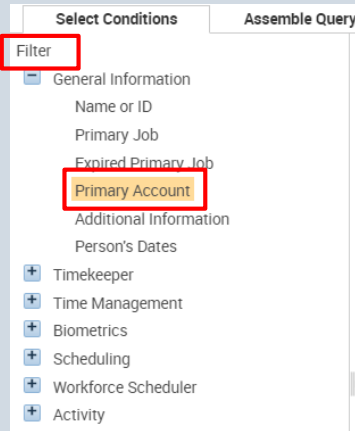 Select Conditions Assemble Query
Filter
General Information
Name or ID
Primary Job
Expired Primary Job
Primary Account
Additional Information
Person's Dates
Timekeeper
Time Management
Biometrics
Scheduling
Workforce Scheduler
Activity